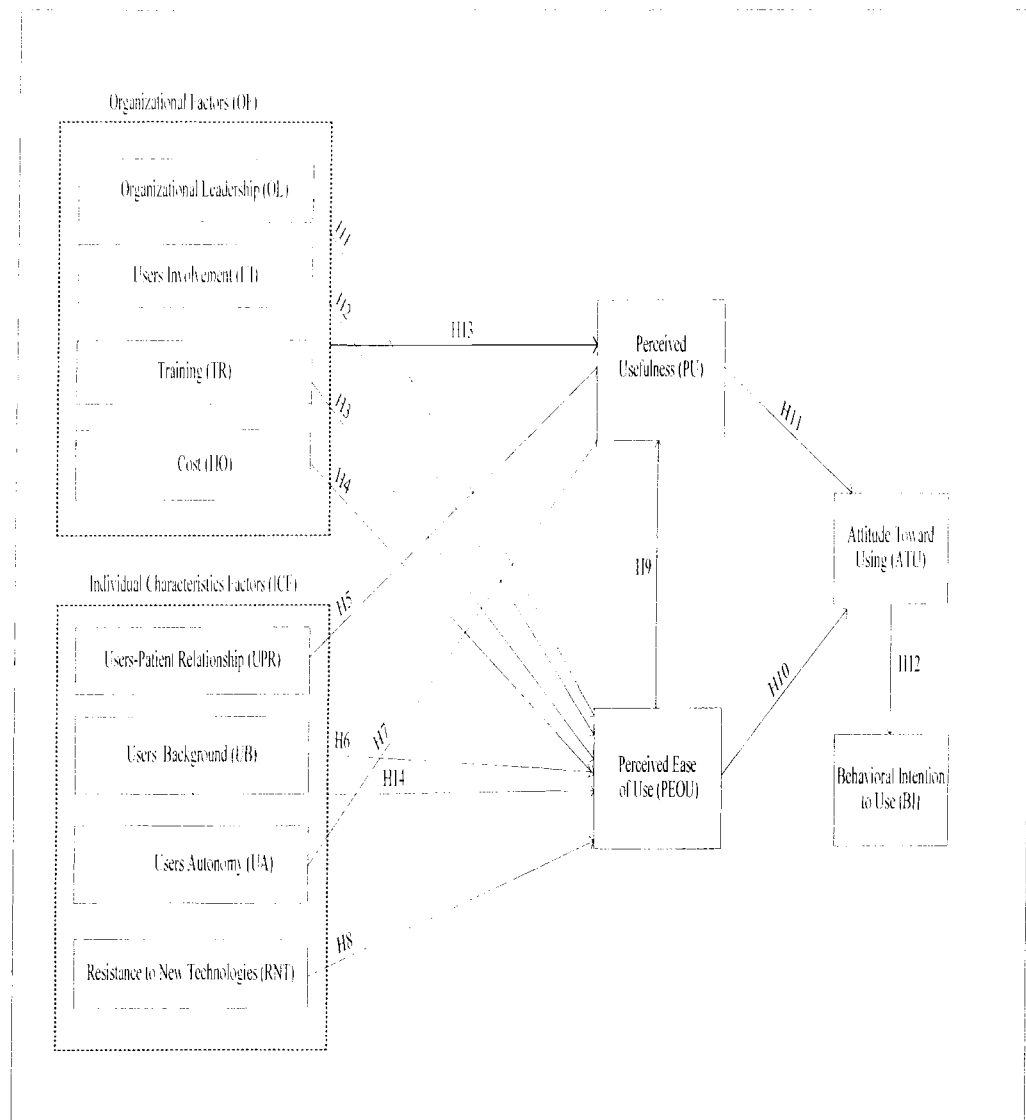 Organizational Factors (OF)
Organizational Leadership (OL)
H1
Users Involvement
H2
H13
Training (TR)
H3
Cost
H4
Perceived
Usefulness (PU)
H11
Attitude Toward
Using (ATU)
H9
Individual Characteristics Factors (ICF)
H5
Users-Patient Relationship (UPR)
H10
H12
Users Background (UB)
H6
H7
H14
Perceived Ease
of Use (PEOU)
Behavioral Intention
to Use (BI)
Users Autonomy (UA)
H8
Resistance to New Technologies (RNT)